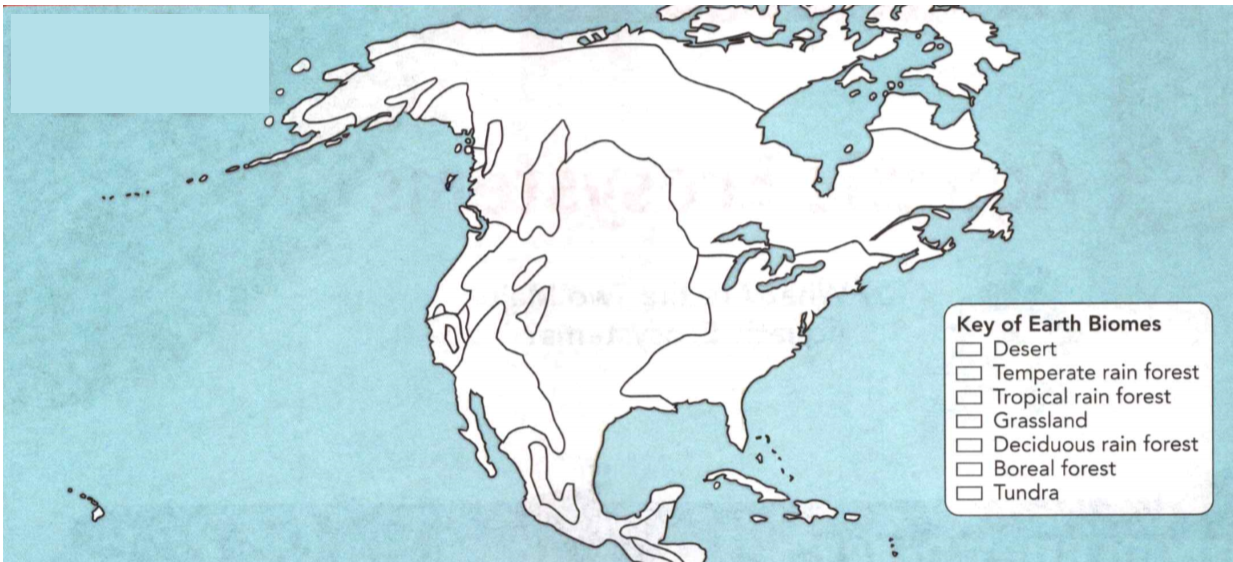 Key of Earth Biomes
Desert
Temperate rain forest
Tropical rain forest
Grassland
Deciduous rain forest
Boreal forest
Tundra